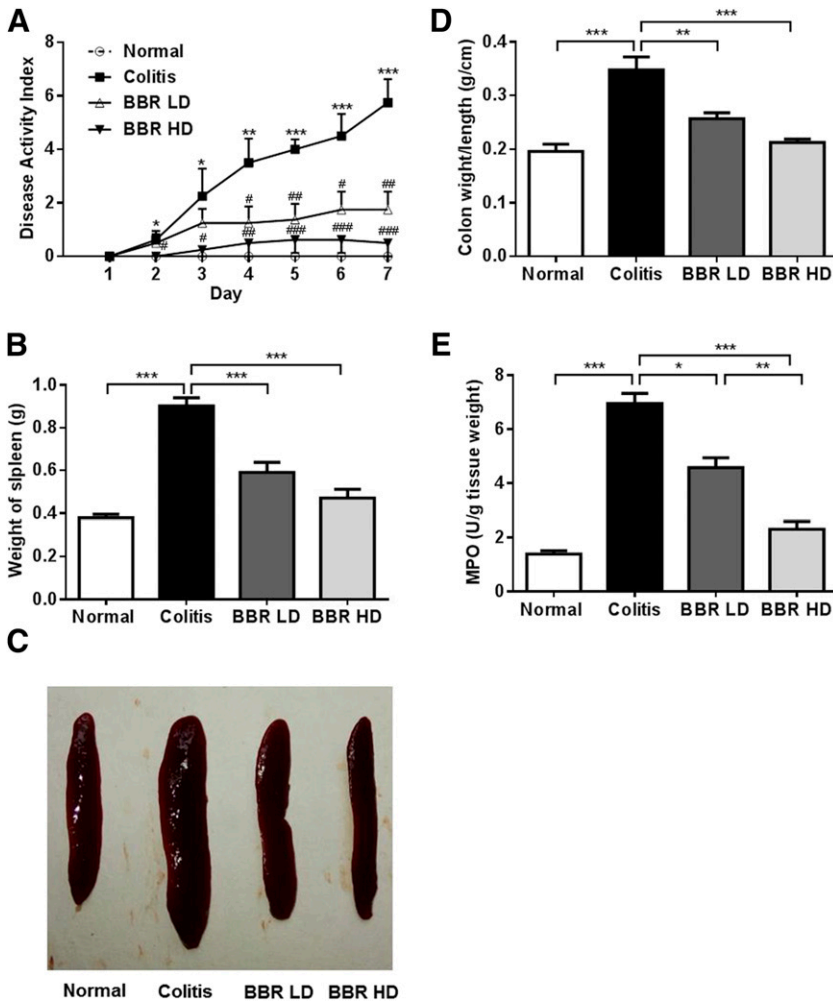 A
Disease Activity Index
8
6
4
2
0
Normal
Colitis
BBR LD
BBR HD
* * ** *** *** ***
# # ## # ##
# ## ### ### ###
1 2 3 4 5 6 7
Day
B
Weight of slpleen (g)
1.0
0.8
0.6
0.4
0.2
0.0
***
*** ***
Normal Colitis BBR LD BBR HD
C
Normal Colitis BBR LD BBR HD
D
Colon wight/length (g/cm)
0.4
0.3
0.2
0.1
0.0
***
*** **
Normal Colitis BBR LD BBR HD
E
MPO (U/g tissue weight)
8
6
4
2
0
***
*** * **
Normal Colitis BBR LD BBR HD